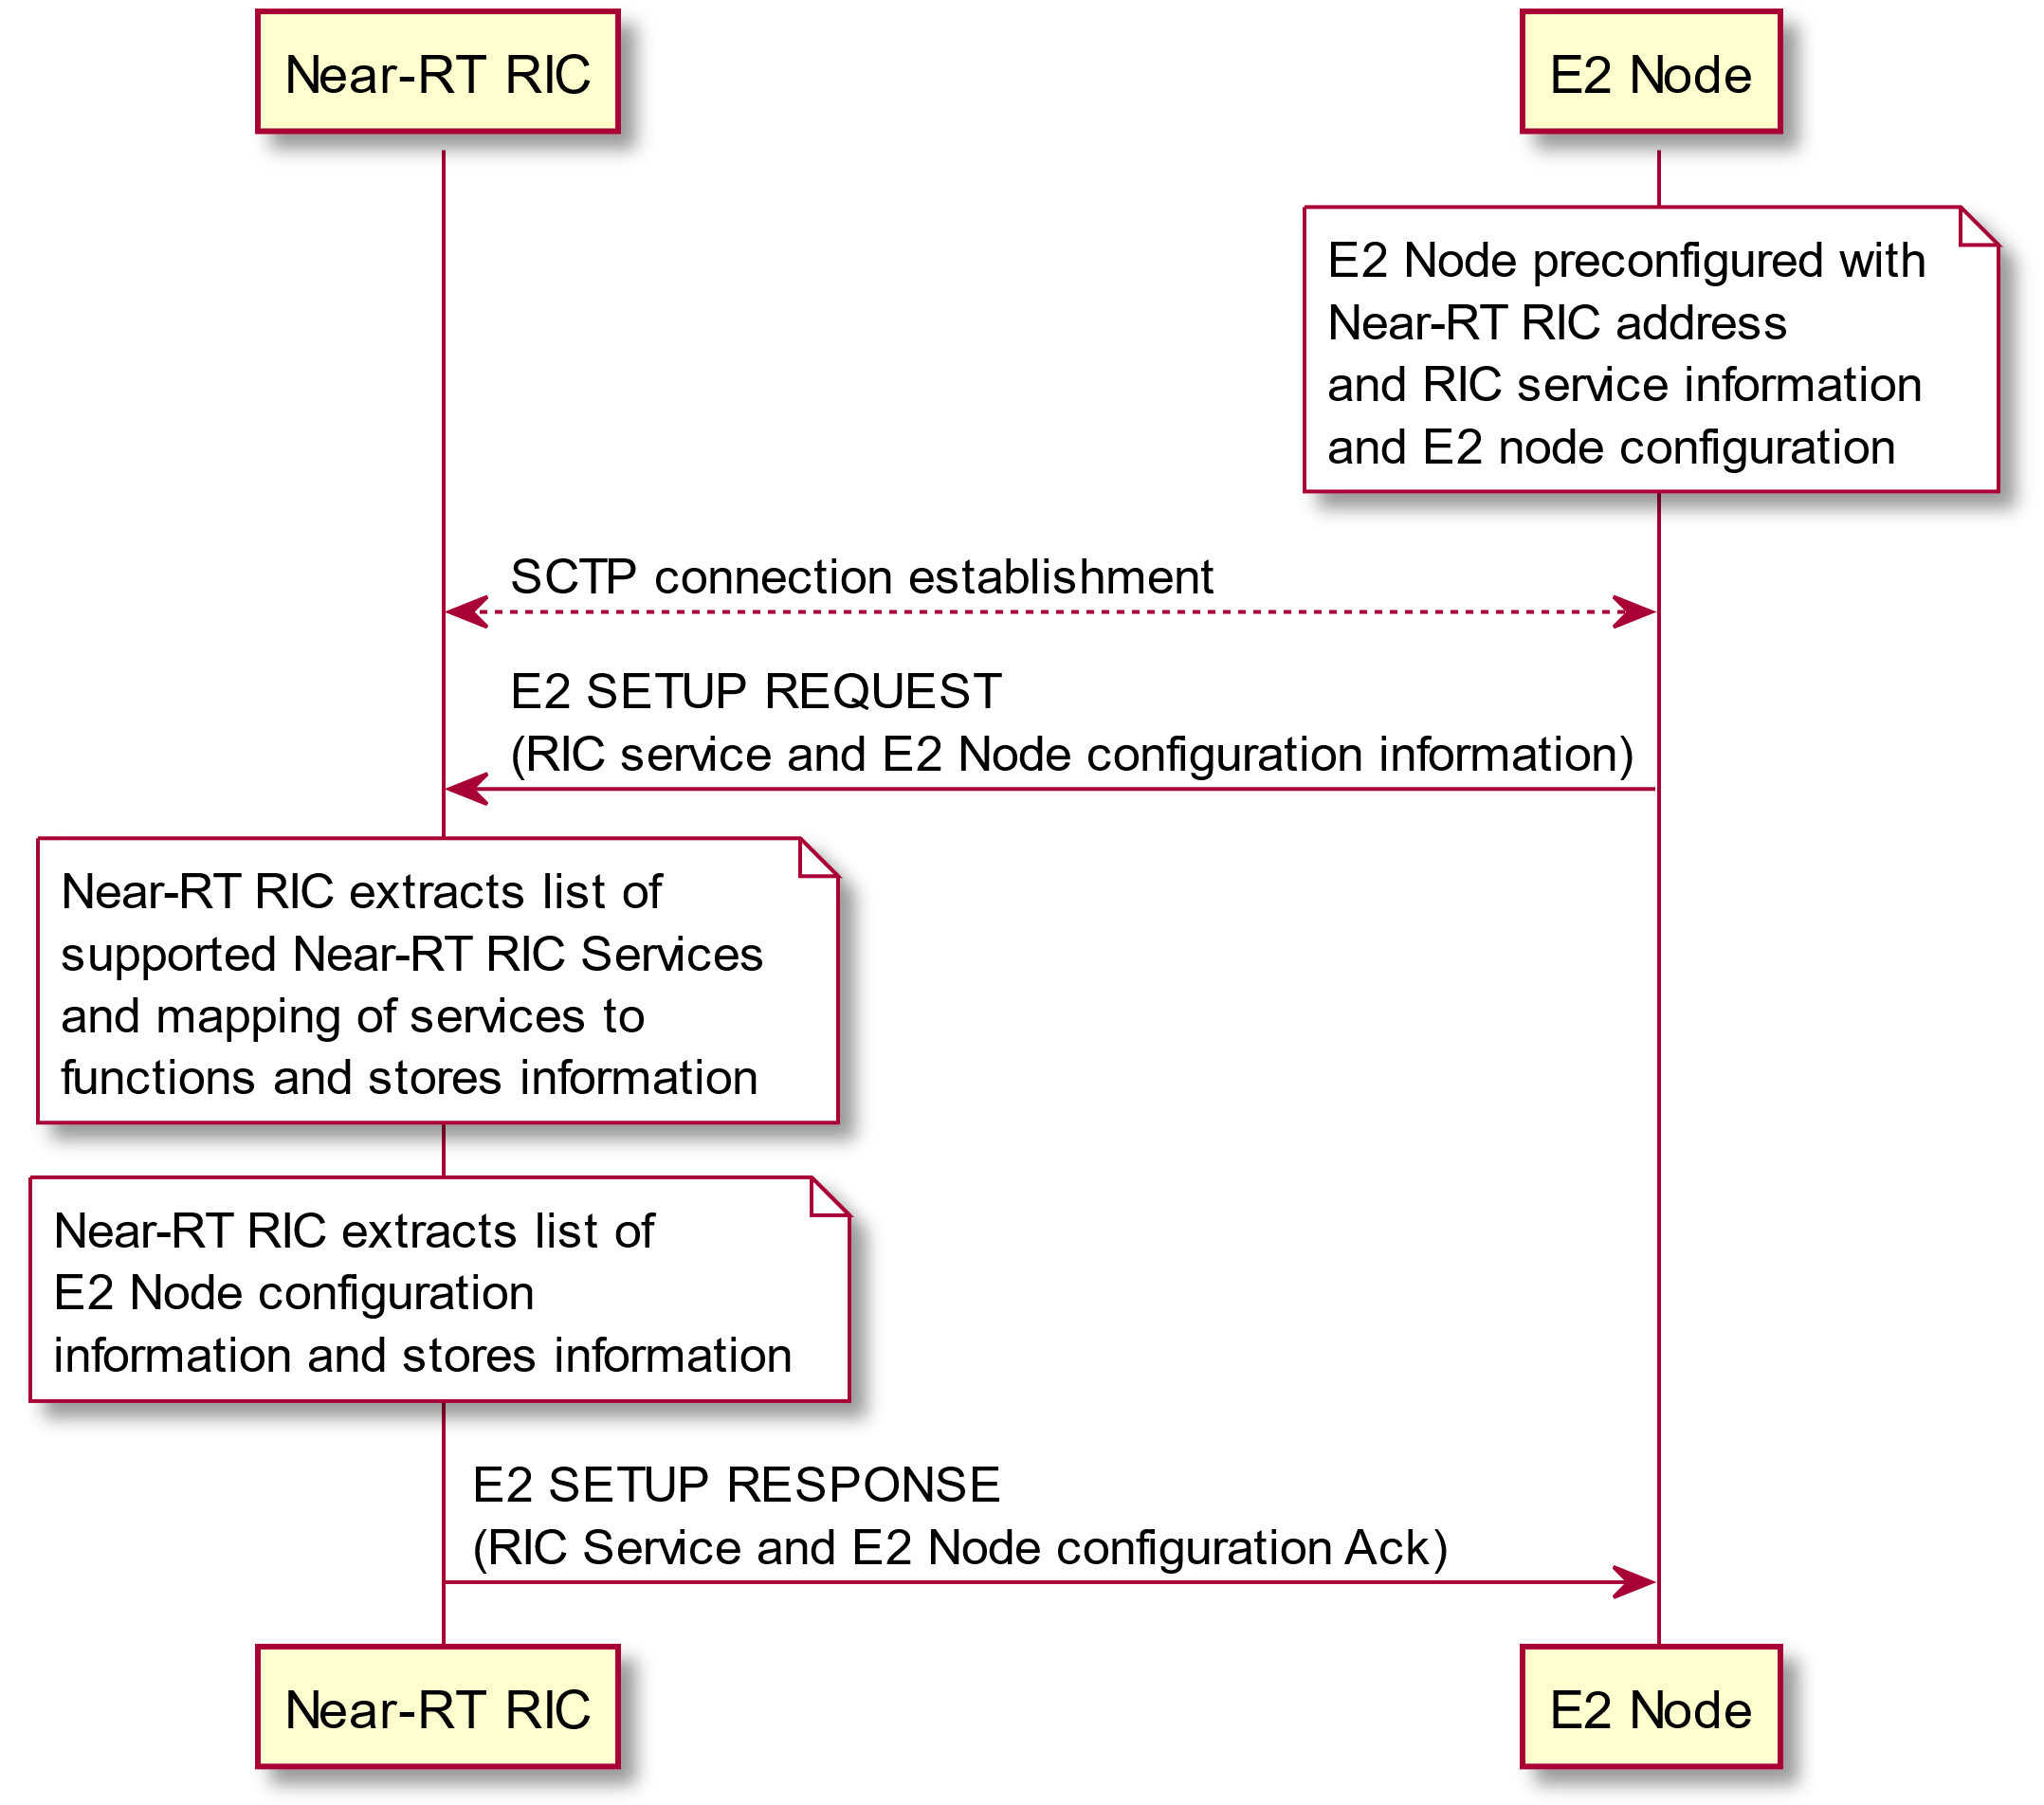 Near-RT RIC
E2 Node
E2 Node preconfigured with
Near-RT RIC address
and RIC service information
and E2 node configuration
SCTP connection establishment
E2 SETUP REQUEST
(RIC service and E2 Node configuration information)
Near-RT RIC extracts list of
supported Near-RT RIC Services
and mapping of services to
functions and stores information
Near-RT RIC extracts list of
E2 Node configuration
information and stores information
E2 SETUP RESPONSE
(RIC Service and E2 Node configuration Ack)
Near-RT RIC
E2 Node